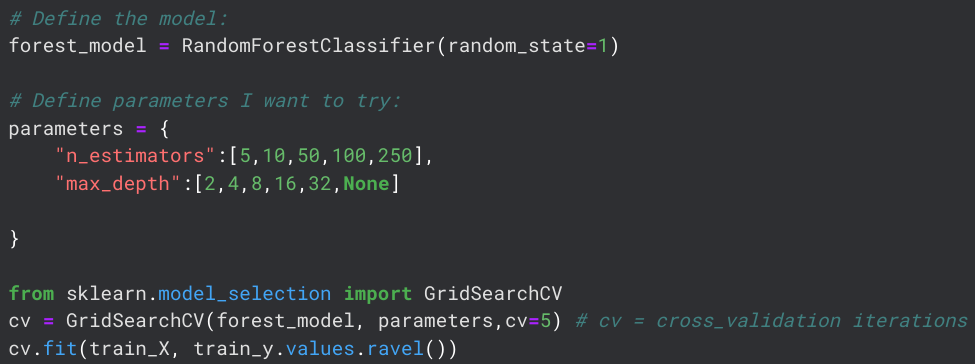 # Define the model:
forest_model = RandomForestClassifier(random_state=1)
# Define parameters I want to try:
parameters = {
    "n_estimators":[5,10,50,100,250],
    "max_depth":[2,4,8,16,32,None]
}
from sklearn.model_selection import GridSearchCV
cv = GridSearchCV(forest_model, parameters,cv=5) # cv = cross_validation iterations
cv.fit(train_X, train_y.values.ravel())